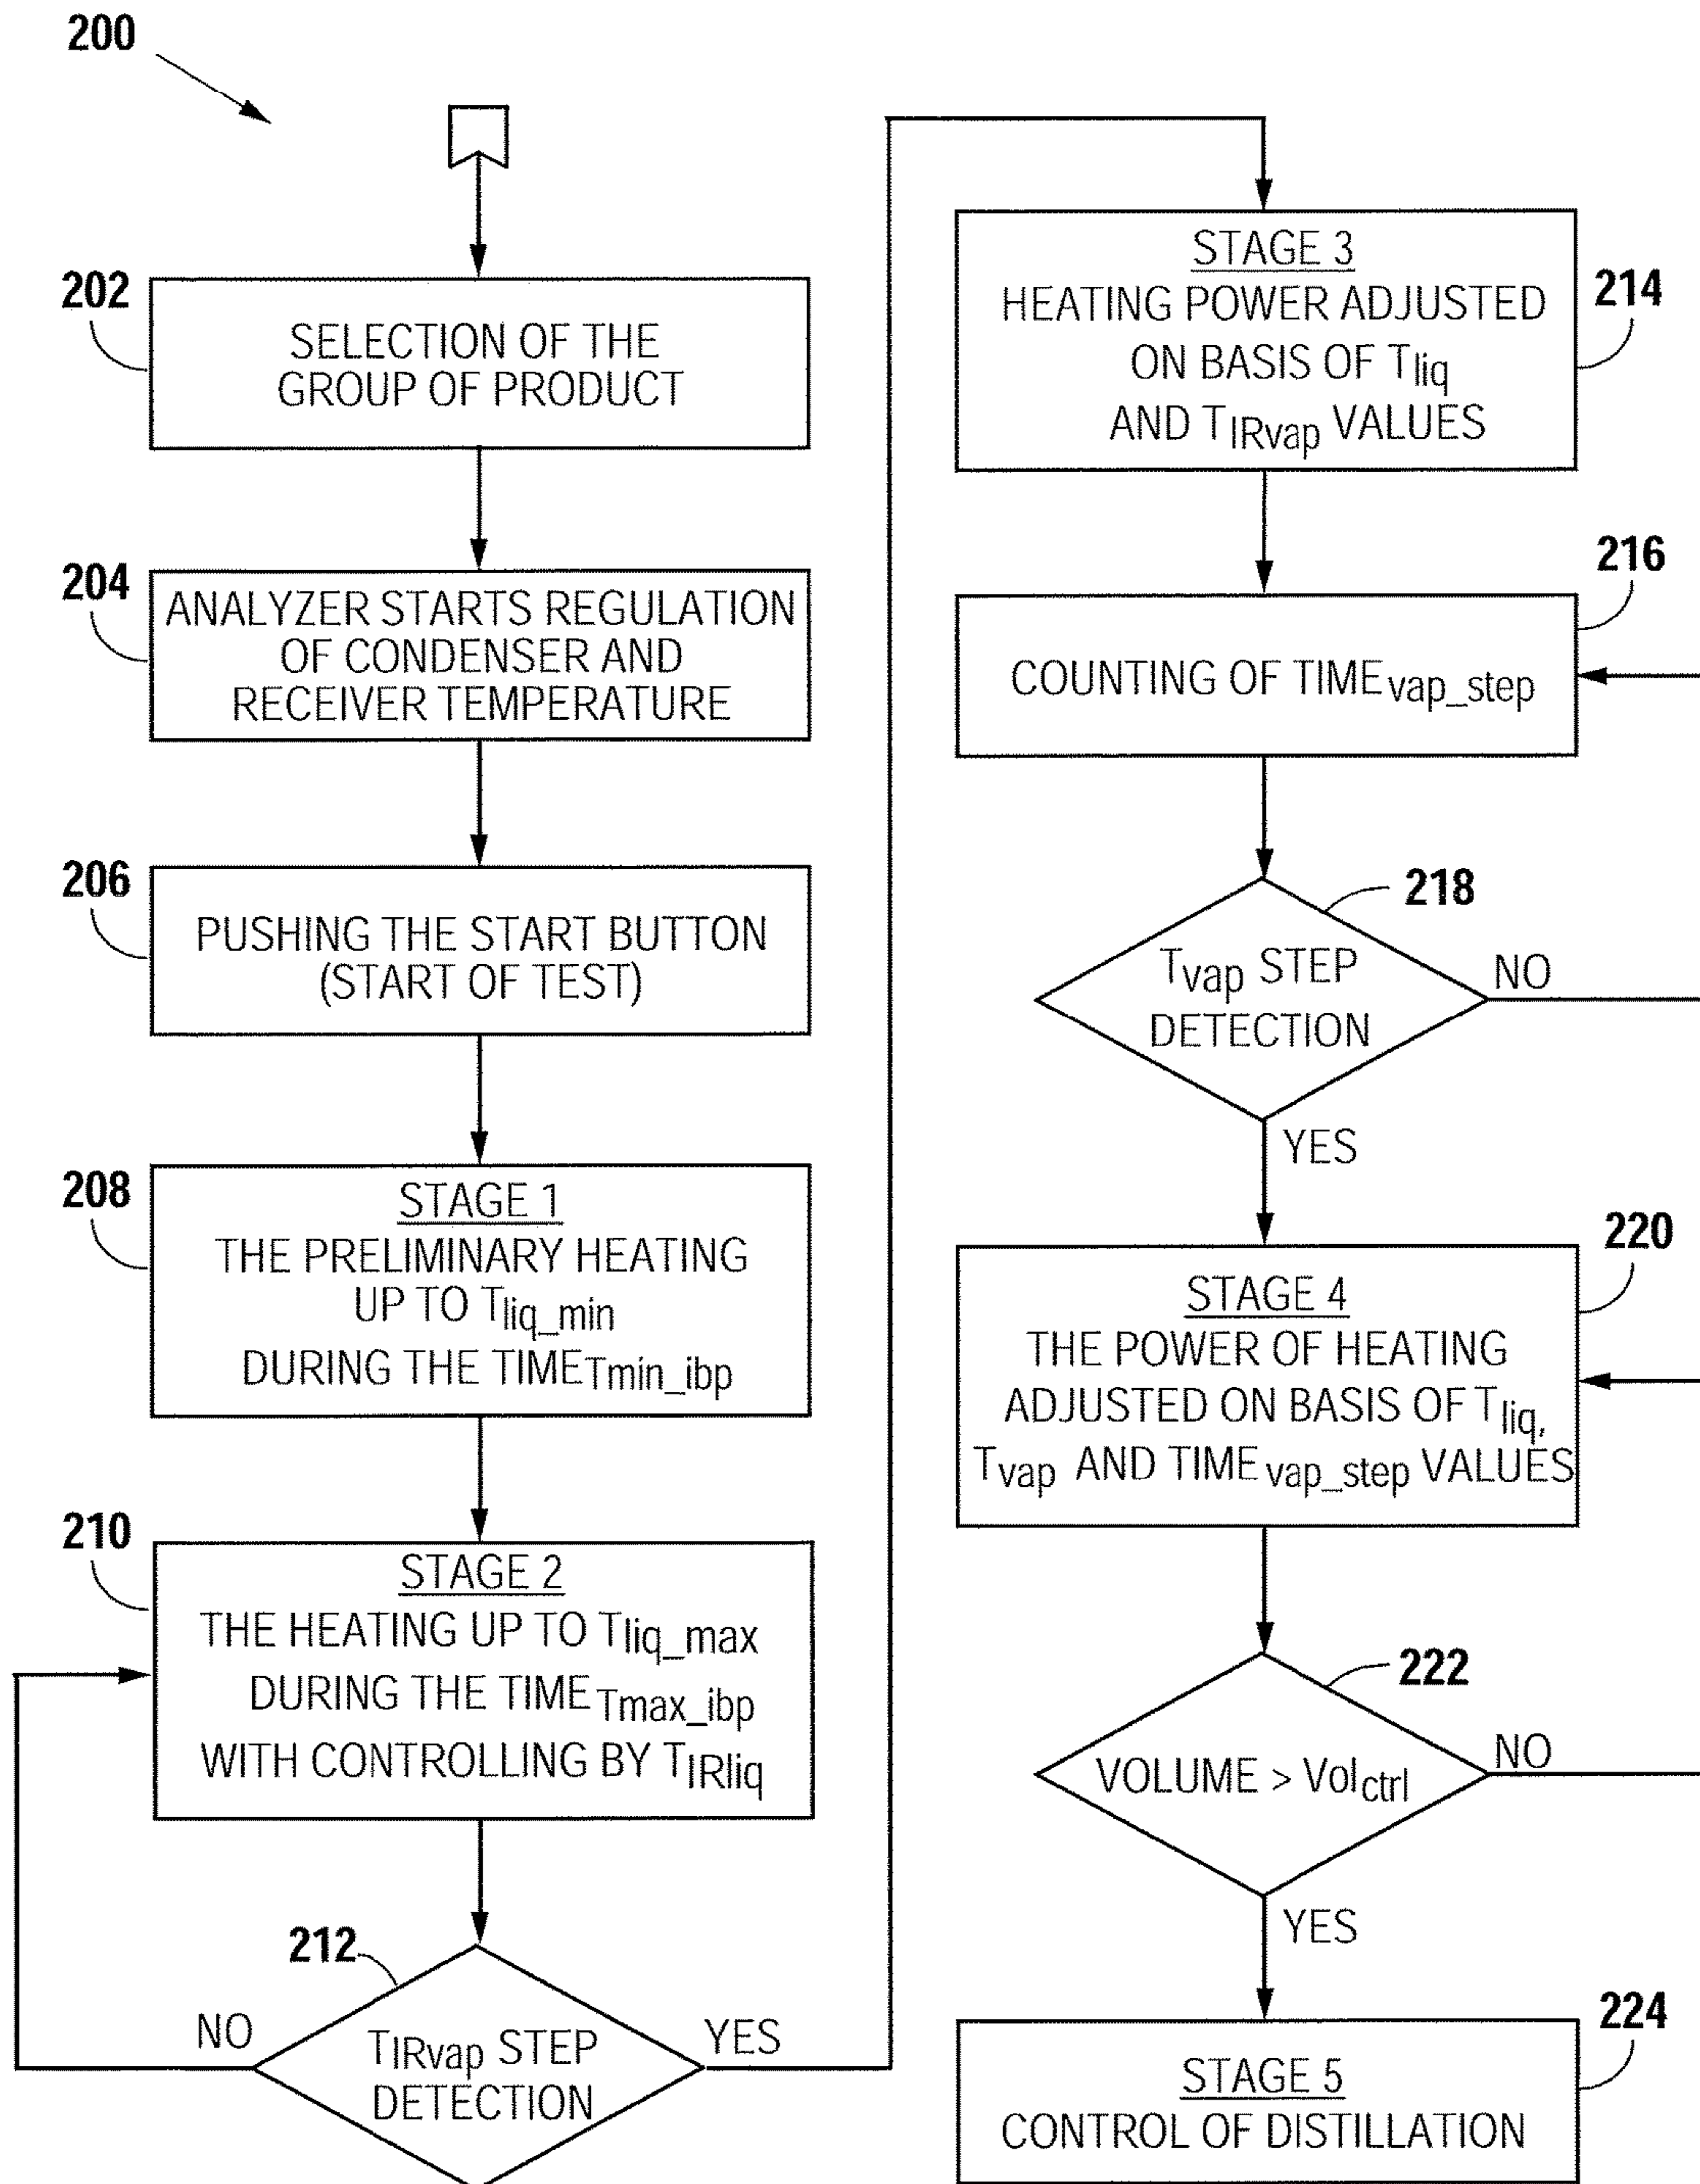 200
202
SELECTION OF THE
GROUP OF PRODUCT
204
ANALYZER STARTS REGULATION
OF CONDENSER AND
RECEIVER TEMPERATURE
206
PUSHING THE START BUTTON
(START OF TEST)
208
STAGE 1
THE PRELIMINARY HEATING
UP TO Tliq_min
DURING THE TIMETmin_ibp
210
STAGE 2
THE HEATING UP TO Tliq_max
DURING THE TIMETmax_ibp
WITH CONTROLLING BY TIRliq
212
NO
TIRvap STEP
DETECTION
YES
STAGE 3
HEATING POWER ADJUSTED
ON BASIS OF Tliq
AND TIRvap VALUES
214
216
COUNTING OF TIMEvap_step
218
Tvap STEP
DETECTION
NO
YES
220
STAGE 4
THE POWER OF HEATING
ADJUSTED ON BASIS OF Tliq,
Tvap AND TIMEvap_step VALUES
222
VOLUME > Volctrl
NO
YES
224
STAGE 5
CONTROL OF DISTILLATION